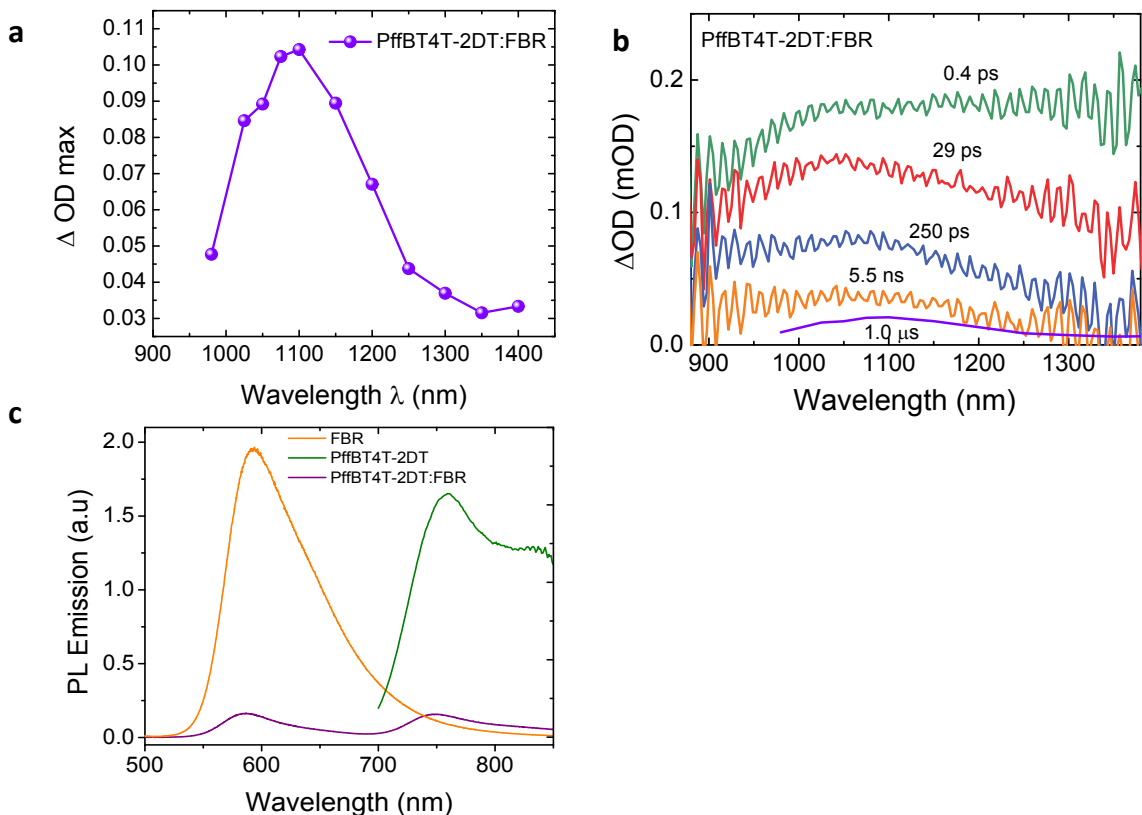 a
PffBT4T-2DT:FBR
0.11
0.10
0.09
0.08
0.07
0.06
0.05
0.04
0.03
Δ OD max
900 1000 1100 1200 1300 1400
Wavelength λ (nm)
b
PffBT4T-2DT:FBR
0.4 ps
29 ps
250 ps
5.5 ns
1.0 μs
0.2
0.1
0.0
ΔOD (mOD)
900 1000 1100 1200 1300
Wavelength (nm)
c
FBR
PffBT4T-2DT
PffBT4T-2DT:FBR
2.0
1.5
1.0
0.5
0.0
PL Emission (a.u)
500 600 700 800
Wavelength (nm)